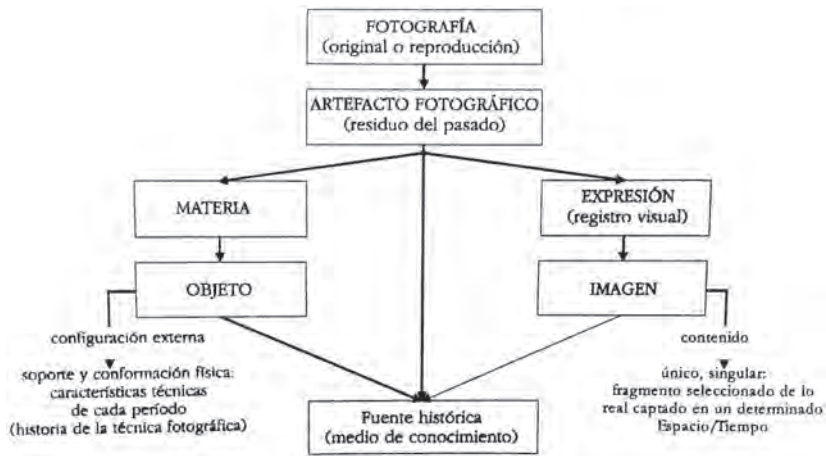 FOTOGRAFÍA
(original o reproducción)
ARTEFACTO FOTOGRÁFICO
(residuo del pasado)
MATERIA
EXPRESIÓN
(registro visual)
OBJETO
IMAGEN
configuración externa
soporte y conformación física:
características técnicas
de cada período
(historia de la técnica fotográfica)
contenido
único, singular:
fragmento seleccionado de lo
real captado en un determinado
Espacio/Tiempo
Fuente histórica
(medio de conocimiento)